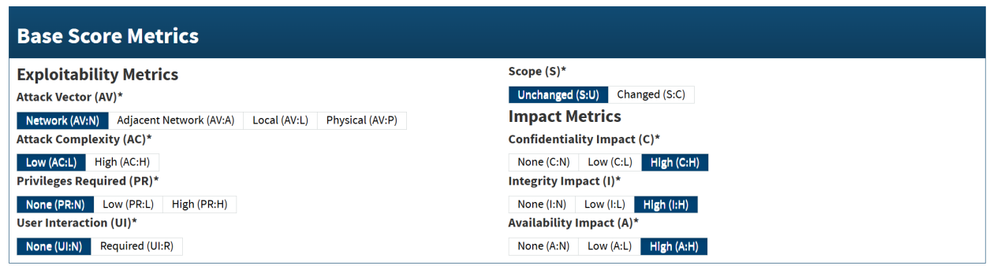 Base Score Metrics
Exploitability Metrics
Attack Vector (AV)*
Network (AV:N) Adjacent Network (AV:A) Local (AV:L) Physical (AV:P)
Attack Complexity (AC)*
Low (AC:L) High (AC:H)
Privileges Required (PR)*
None (PR:N) Low (PR:L) High (PR:H)
User Interaction (UI)*
None (UI:N) Required (UI:R)
Scope (S)*
Unchanged (S:U) Changed (S:C)
Impact Metrics
Confidentiality Impact (C)*
None (C:N) Low (C:L) High (C:H)
Integrity Impact (I)*
None (I:N) Low (I:L) High (I:H)
Availability Impact (A)*
None (A:N) Low (A:L) High (A:H)